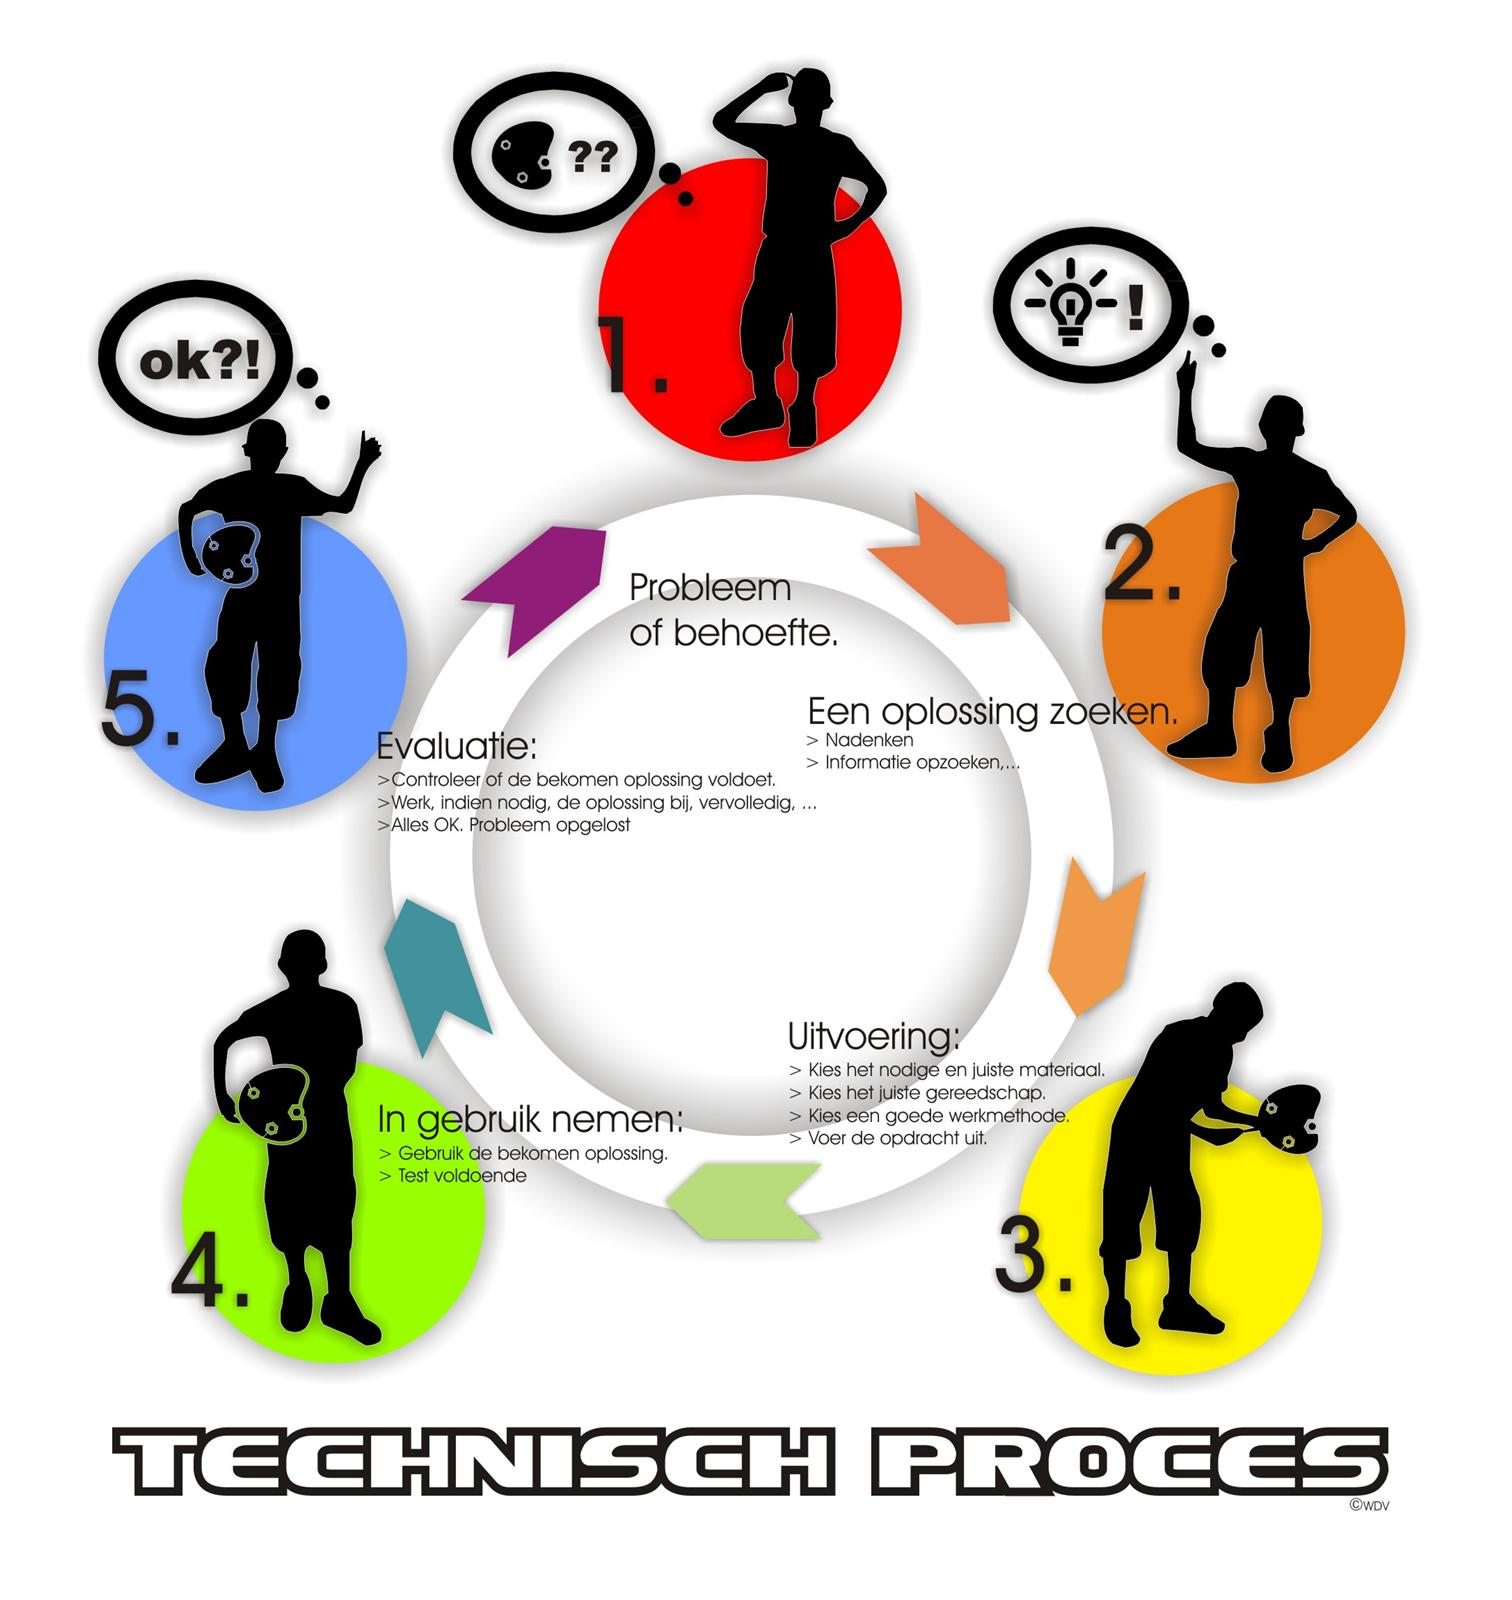 ??
1.
Probleem
of behoefte.
!
2.
Een oplossing zoeken.
> Nadenken
> Informatie opzoeken,...
3.
Uitvoering:
> Kies het nodige en juiste materiaal.
> Kies het juiste gereedschap.
> Kies een goede werkmethode.
> Voer de opdracht uit.
4.
In gebruik nemen:
> Gebruik de bekomen oplossing.
> Test voldoende
ok?!
5.
Evaluatie:
>Controleer of de bekomen oplossing voldoet.
>Werk, indien nodig, de oplossing bij, vervolledig, ...
>Alles OK. Probleem opgelost
TECHNISCH PROCES
©WDV